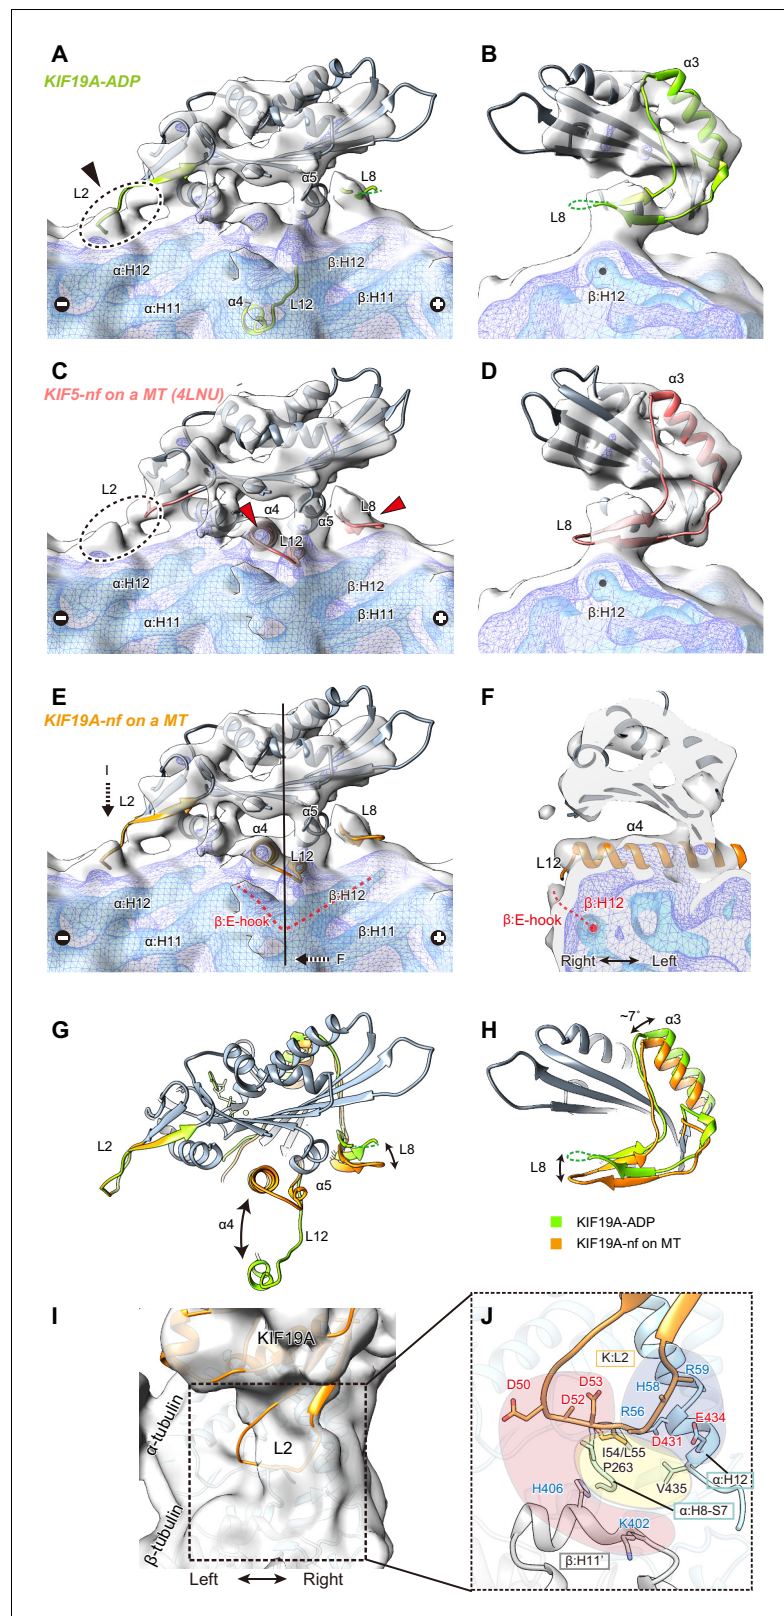 A
KIF19A-ADP
L2
α5
L8
α:H12
α:H11
α4
L12
β:H12
β:H11
B
α3
L8
β:H12
C
KIF5-nf on a MT (4LNU)
L2
α4
α5
L8
L12
α:H12
α:H11
β:H12
β:H11
D
α3
L8
β:H12
E
KIF19A-nf on a MT
I
L2
α4
α5
L8
L12
α:H12
α:H11
β:E-hook
β:H12
β:H11
F
F
α4
L12
β:H12
β:E-hook
Right
Left
G
L2
L8
α5
α4
L12
H
~7˚
α3
L8
KIF19A-ADP
KIF19A-nf on MT
I
KIF19A
α-tubulin
L2
β-tubulin
Left
Right
J
K:L2
D50
D53
D52
R59
H58
R56
E434
D431
I54/L55
P263
V435
α:H12
H406
α:H8-S7
K402
β:H11'